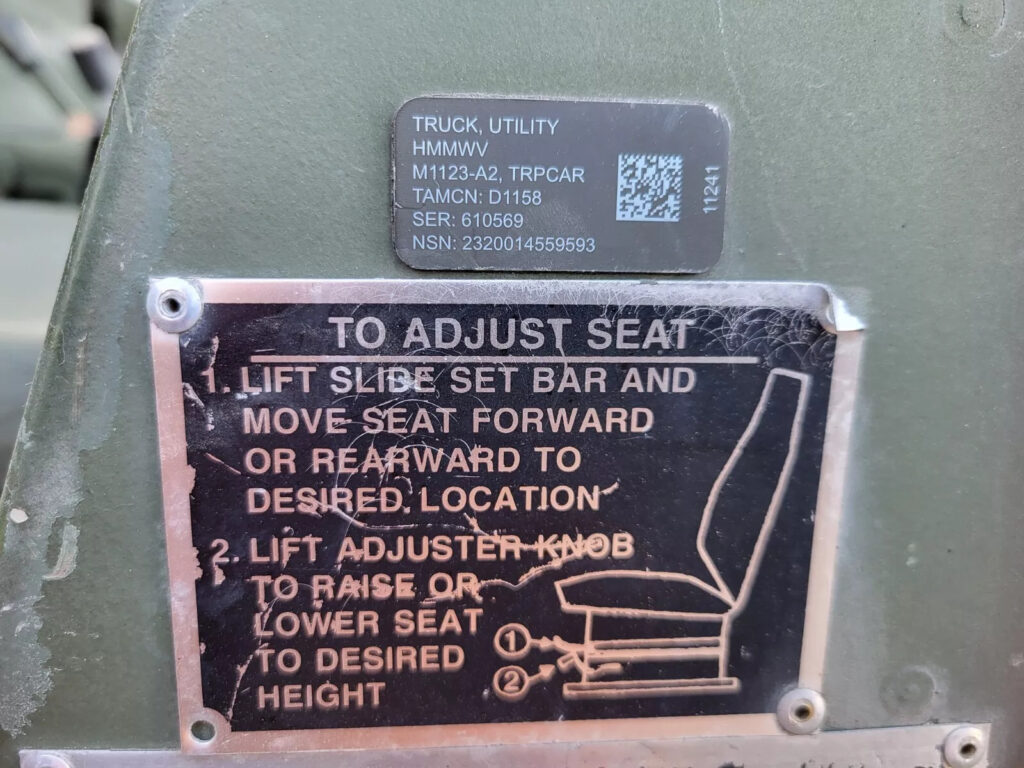 TRUCK, UTILITY
HMMWV
M1123-A2, TRPCAR
TAMCN: D1158
SER: 610569
NSN: 2320014559593
11241
TO ADJUST SEAT
1. LIFT SLIDE SET BAR AND
MOVE SEAT FORWARD
OR REARWARD TO
DESIRED LOCATION
2. LIFT ADJUSTER KNOB
TO RAISE OR
LOWER SEAT
TO DESIRED
HEIGHT
1
2